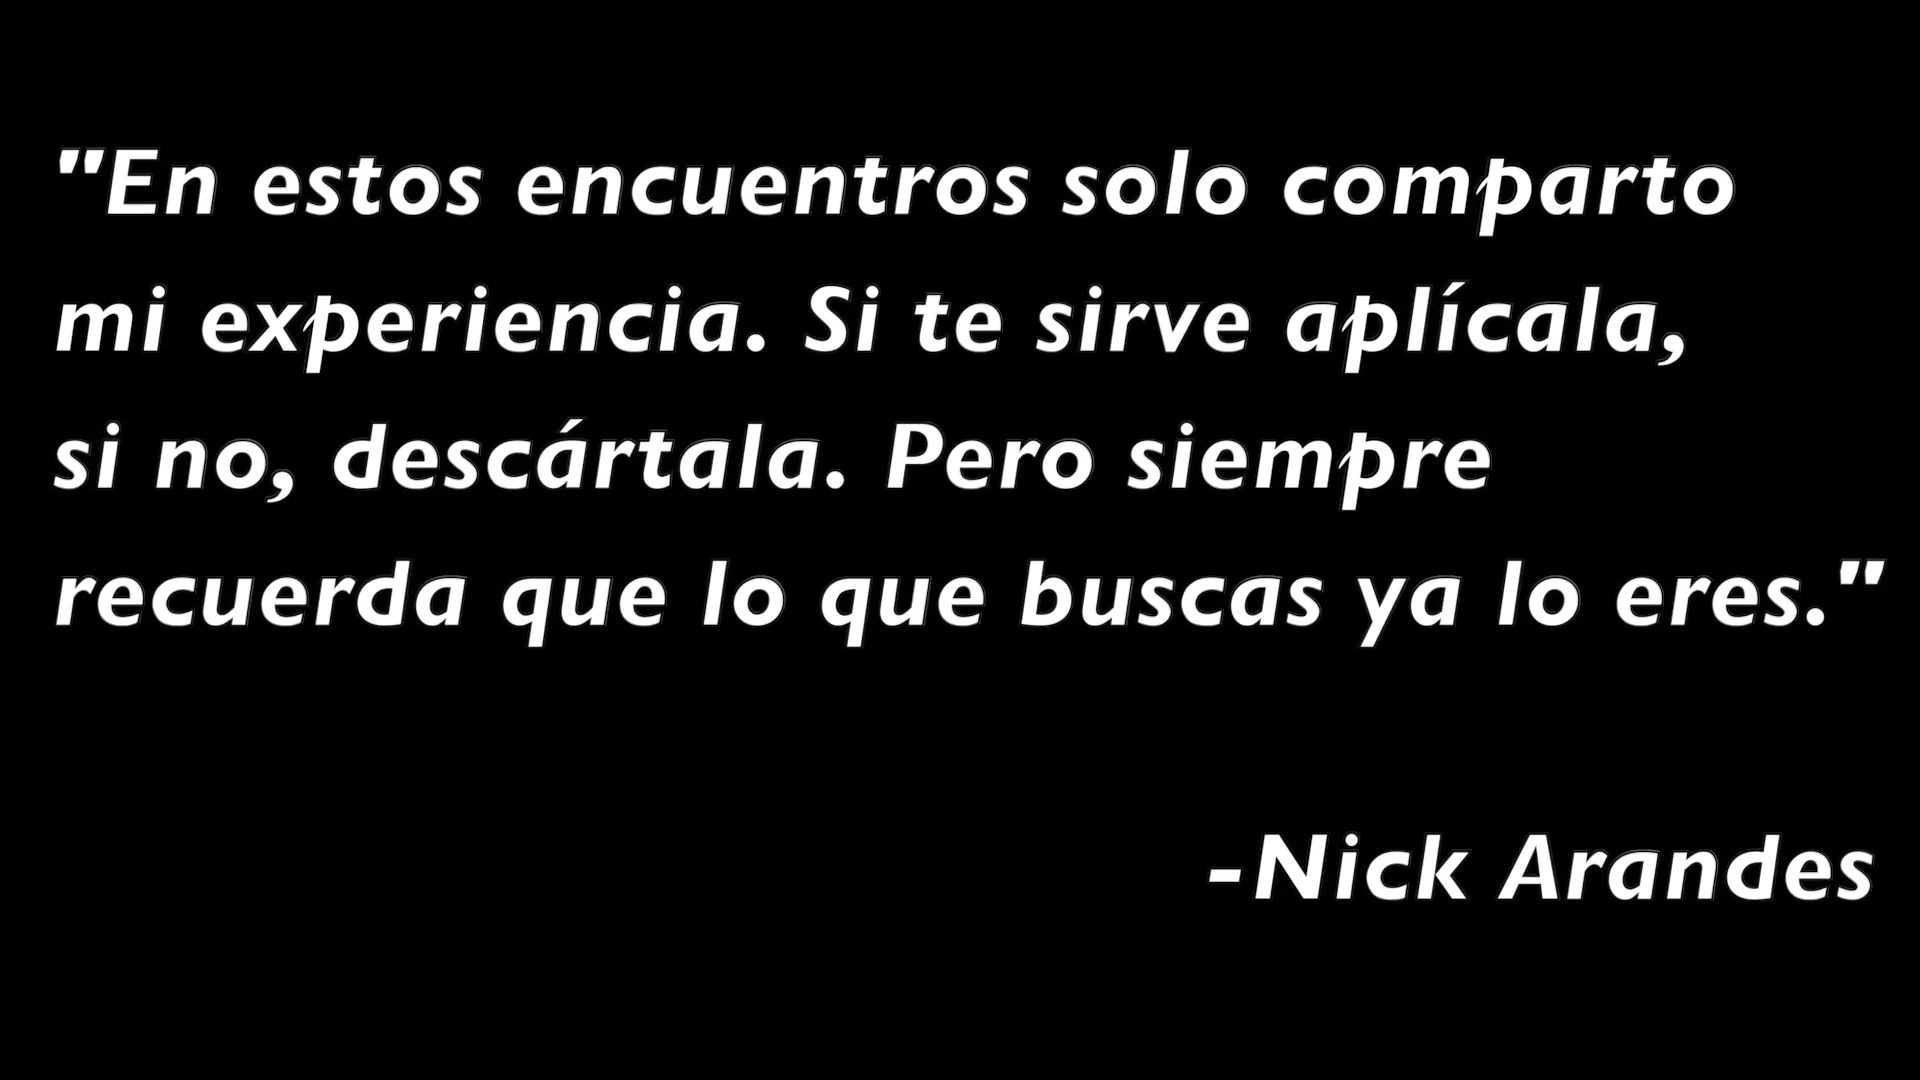 "En estos encuentros solo comparto
mi experiencia. Si te sirve aplícala,
si no, descártala. Pero siempre
recuerda que lo que buscas ya lo eres."
-Nick Arandes